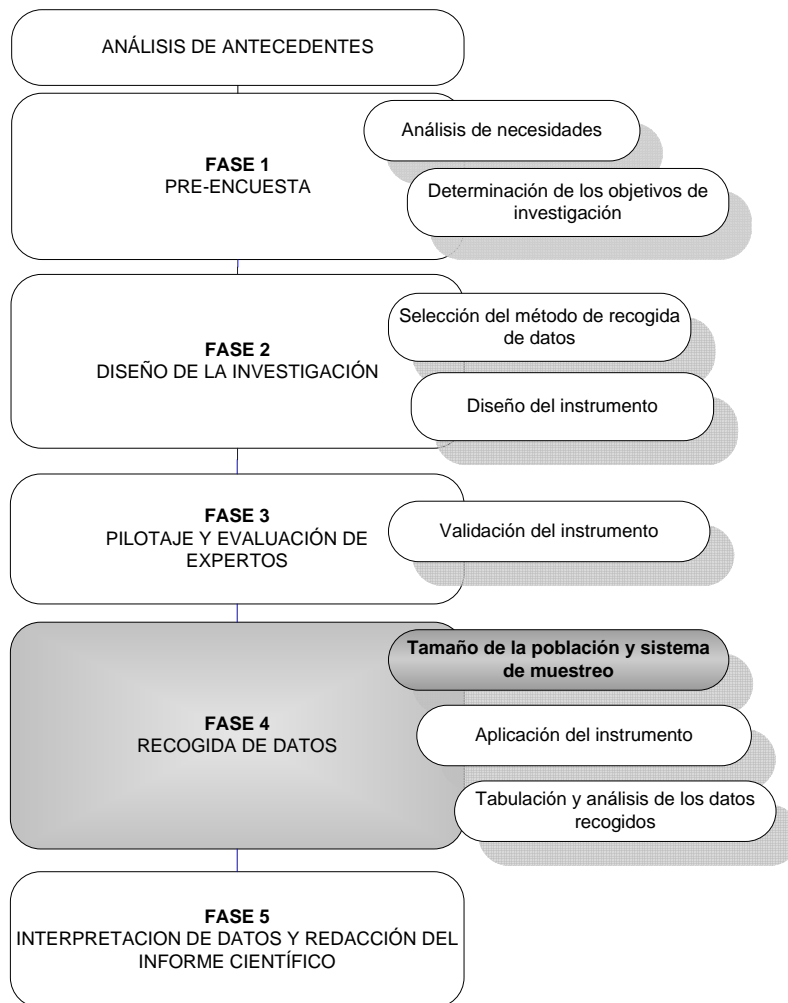 ANÁLISIS DE ANTECEDENTES
FASE 1
PRE-ENCUESTA
Análisis de necesidades
Determinación de los objetivos de
investigación
FASE 2
DISEÑO DE LA INVESTIGACIÓN
Selección del método de recogida
de datos
Diseño del instrumento
FASE 3
PILOTAJE Y EVALUACIÓN DE
EXPERTOS
Validación del instrumento
FASE 4
RECOGIDA DE DATOS
Tamaño de la población y sistema
de muestreo
Aplicación del instrumento
Tabulación y análisis de los datos
recogidos
FASE 5
INTERPRETACION DE DATOS Y REDACCIÓN DEL
INFORME CIENTÍFICO